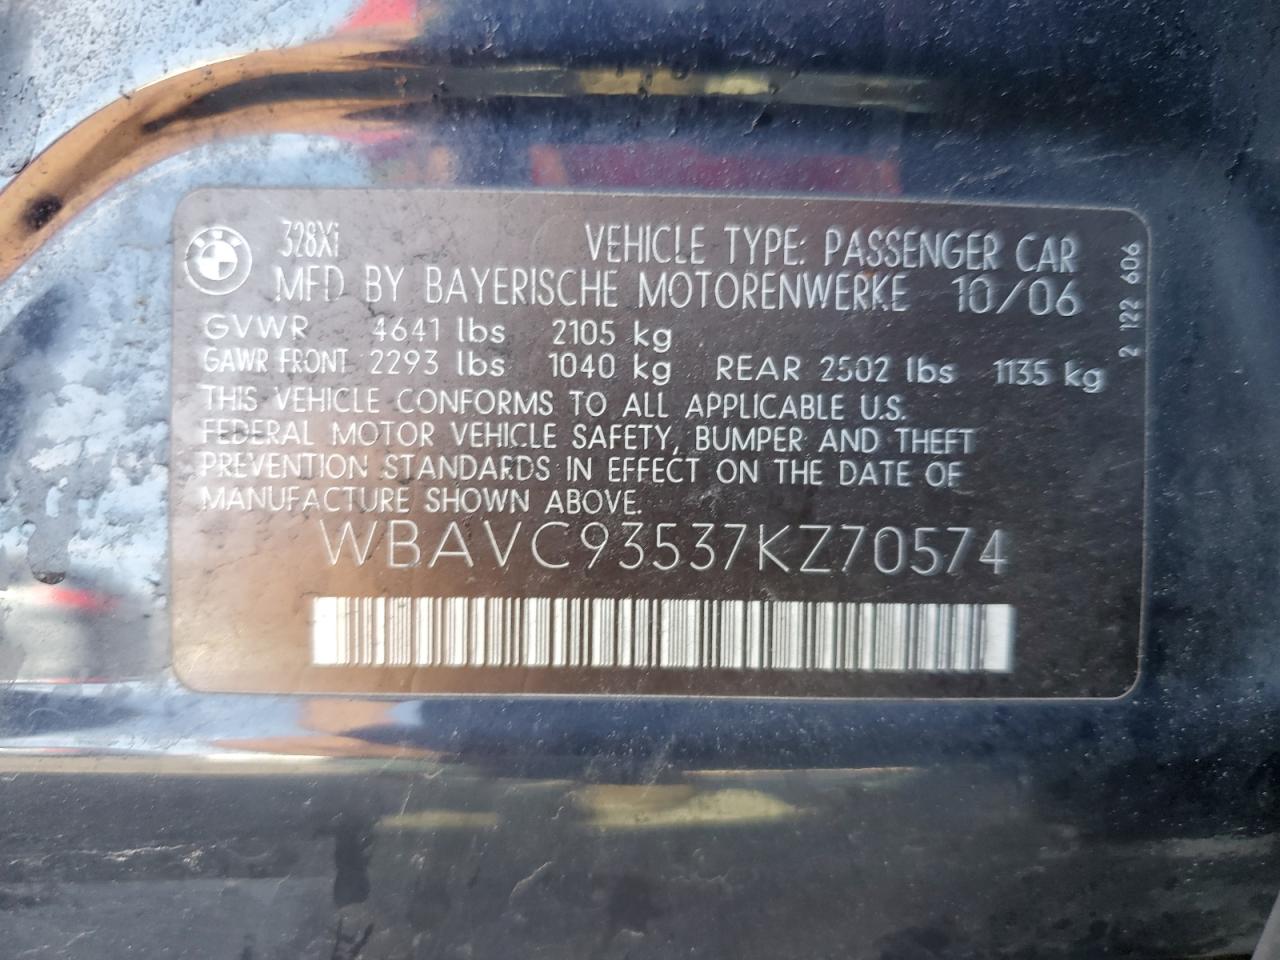 328Xi VEHICLE TYPE: PASSENGER CAR
MFD BY BAYERISCHE MOTORENWERKE 10/06
GVWR 4641 lbs 2105 kg
GAWR FRONT 2293 lbs 1040 kg REAR 2502 lbs 1135 kg
THIS VEHICLE CONFORMS TO ALL APPLICABLE U.S.
FEDERAL MOTOR VEHICLE SAFETY, BUMPER AND THEFT
PREVENTION STANDARDS IN EFFECT ON THE DATE OF
MANUFACTURE SHOWN ABOVE.
WBAVC93537KZ70574
2 122 606